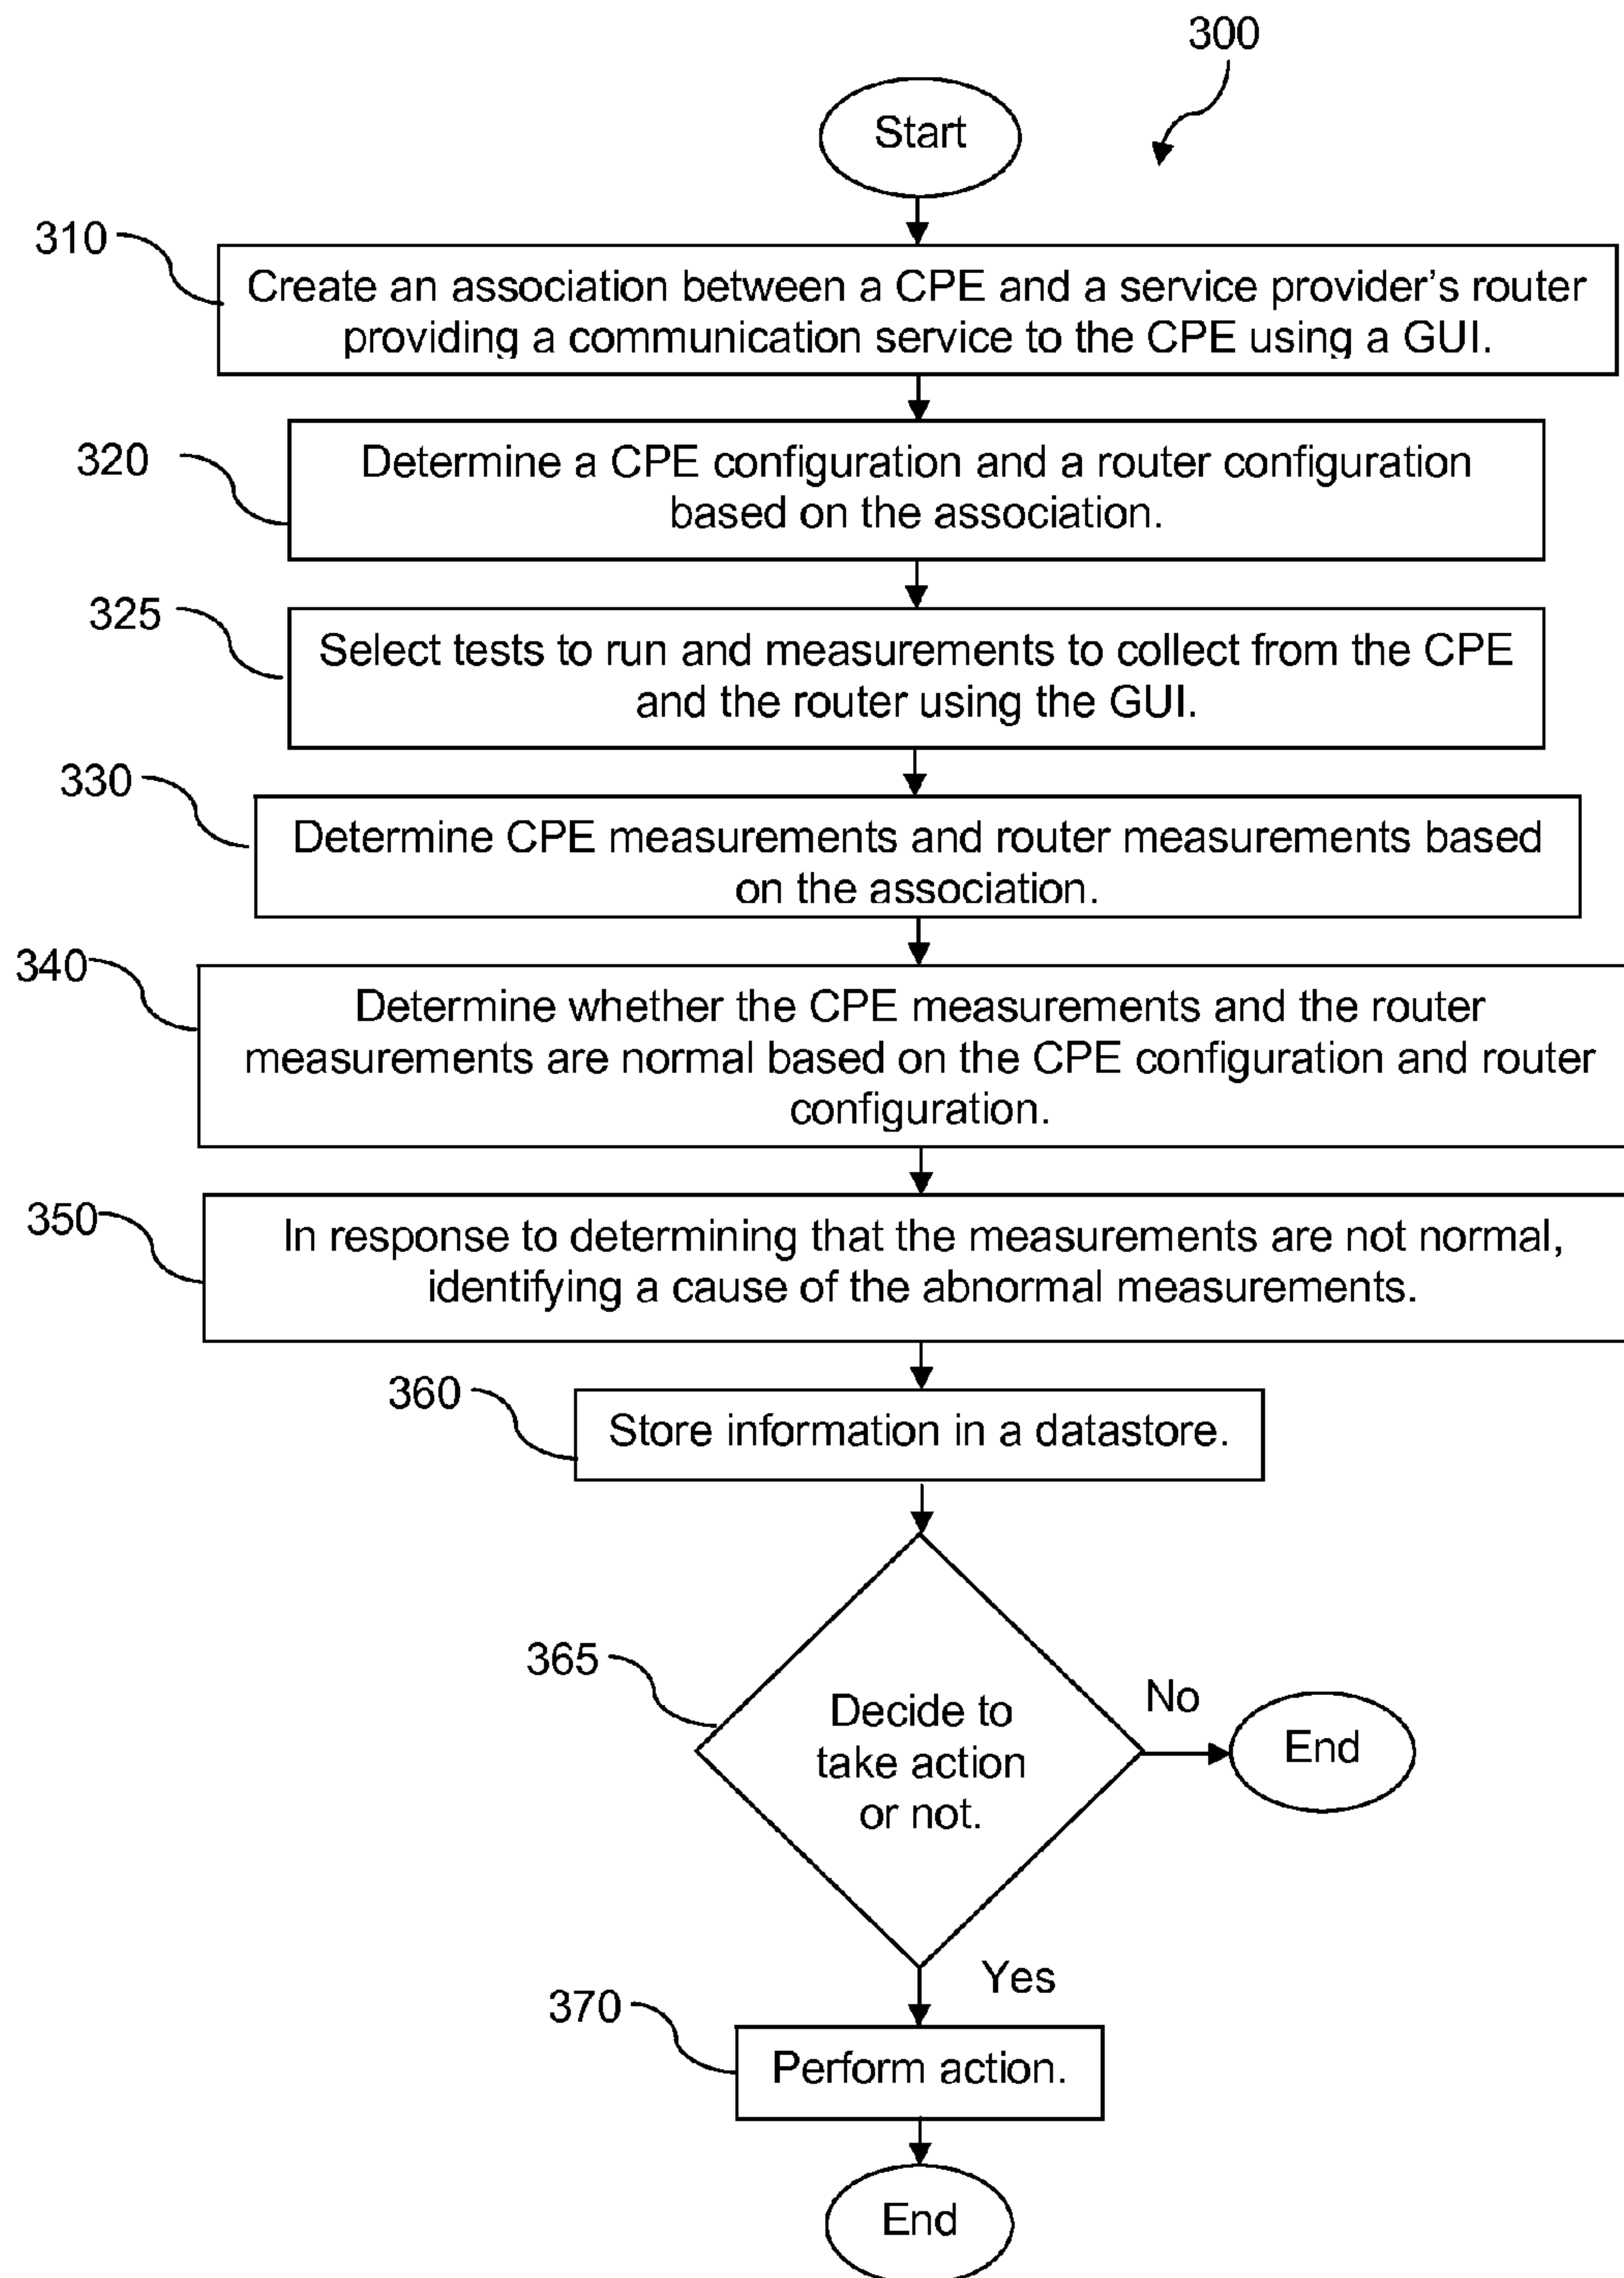 300
Start
310
Create an association between a CPE and a service provider's router
providing a communication service to the CPE using a GUI.
320
Determine a CPE configuration and a router configuration
based on the association.
325
Select tests to run and measurements to collect from the CPE
and the router using the GUI.
330
Determine CPE measurements and router measurements based
on the association.
340
Determine whether the CPE measurements and the router
measurements are normal based on the CPE configuration and router
configuration.
350
In response to determining that the measurements are not normal,
identifying a cause of the abnormal measurements.
360
Store information in a datastore.
365
Decide to
take action
or not.
No
End
Yes
370
Perform action.
End